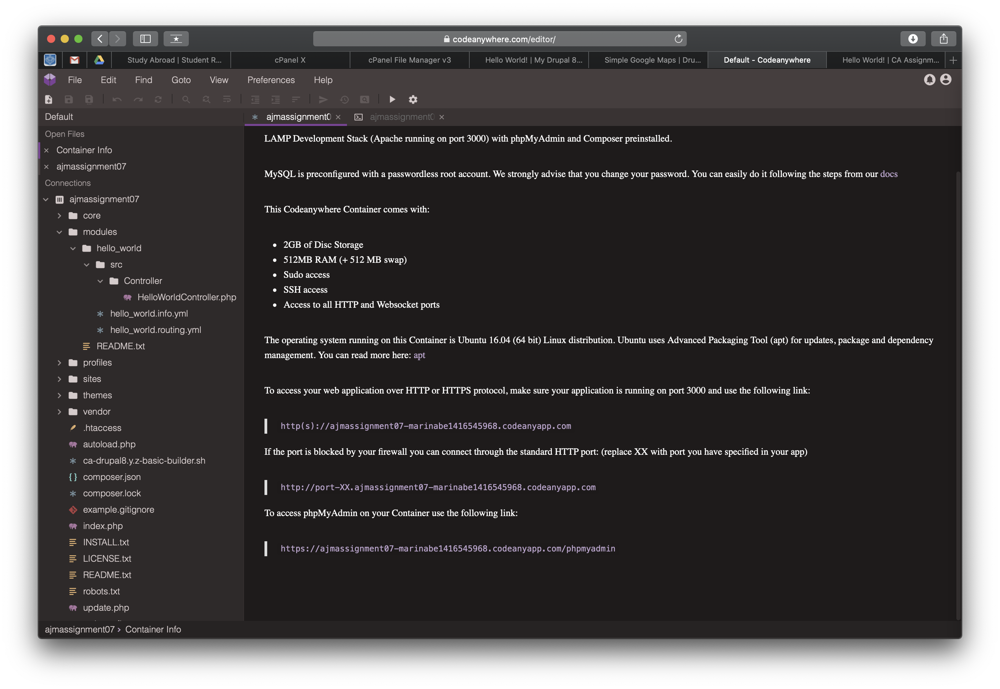 codeanywhere.com/editor/
Study Abroad | Student R...
cPanel X
cPanel File Manager v3
Hello World! | My Drupal 8...
Simple Google Maps | Dru...
Default - Codeanywhere
Hello World! | CA Assignm...
File Edit Find Goto View Preferences Help
Default
Open Files
Container Info
ajmassignment07
Connections
ajmassignment07
core
modules
hello_world
src
Controller
HelloWorldController.php
hello_world.info.yml
hello_world.routing.yml
README.txt
profiles
sites
themes
vendor
.htaccess
autoload.php
ca-drupal8.y.z-basic-builder.sh
composer.json
composer.lock
example.gitignore
index.php
INSTALL.txt
LICENSE.txt
README.txt
robots.txt
update.php
ajmassignment0
ajmassignment0
LAMP Development Stack (Apache running on port 3000) with phpMyAdmin and Composer preinstalled.
MySQL is preconfigured with a passwordless root account. We strongly advise that you change your password. You can easily do it following the steps from our docs
This Codeanywhere Container comes with:
• 2GB of Disc Storage
• 512MB RAM (+ 512 MB swap)
• Sudo access
• SSH access
• Access to all HTTP and Websocket ports
The operating system running on this Container is Ubuntu 16.04 (64 bit) Linux distribution. Ubuntu uses Advanced Packaging Tool (apt) for updates, package and dependency
management. You can read more here: apt
To access your web application over HTTP or HTTPS protocol, make sure your application is running on port 3000 and use the following link:
http(s)://ajmassignment07-marinabe1416545968.codeanyapp.com
If the port is blocked by your firewall you can connect through the standard HTTP port: (replace XX with port you have specified in your app)
http://port-XX.ajmassignment07-marinabe1416545968.codeanyapp.com
To access phpMyAdmin on your Container use the following link:
https://ajmassignment07-marinabe1416545968.codeanyapp.com/phpmyadmin
ajmassignment07 › Container Info